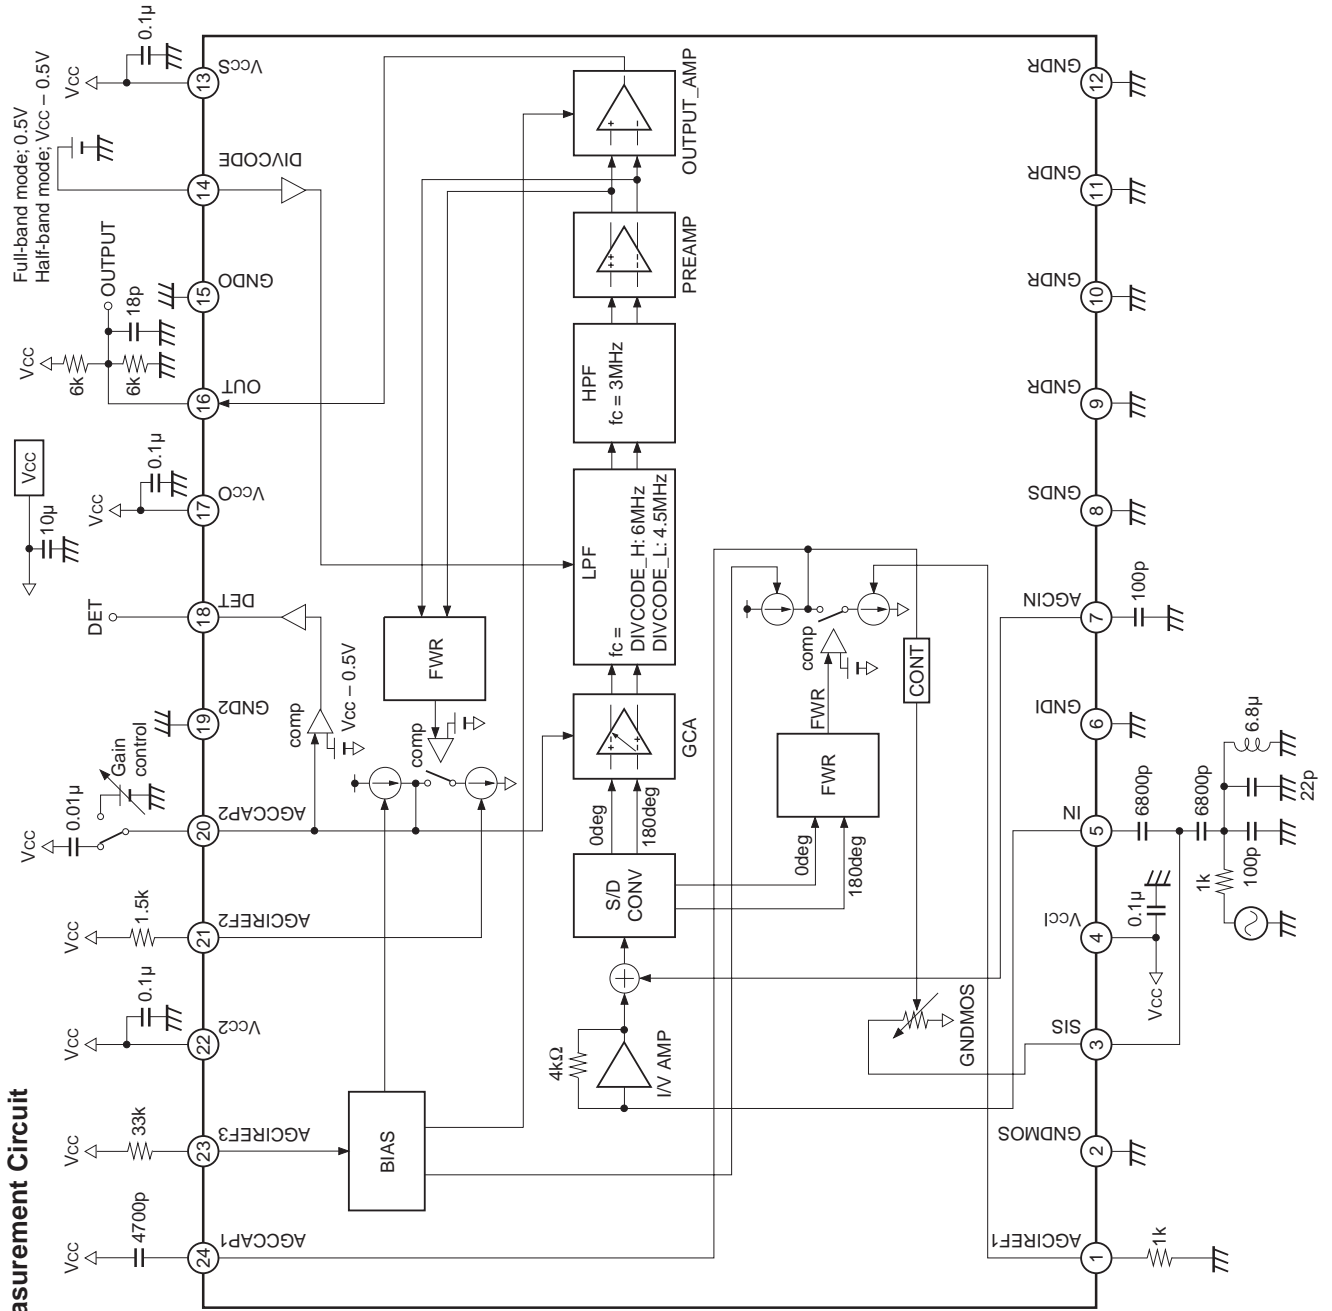 asurement Circuit
Vcc
4700p
24
AGCCAP1
Vcc
33k
23
AGCIREF3
Vcc
0.1µ
22
Vcc2
Vcc
1.5k
21
AGCIREF2
Vcc
0.01µ
Gain
control
20
AGCCAP2
19
GND2
DET
18
DET
Vcc
10µ
Vcc
0.1µ
17
VccO
Vcc
6k
6k
18p
OUTPUT
16
OUT
15
GNDO
Full-band mode; 0.5V
Half-band mode; Vcc – 0.5V
14
DIVCODE
Vcc
0.1µ
13
VccS
BIAS
comp
Vcc – 0.5V
comp
FWR
4kΩ
I/V AMP
S/D
CONV
0deg
180deg
GCA
LPF
fc =
DIVCODE_H: 6MHz
DIVCODE_L: 4.5MHz
HPF
fc = 3MHz
PREAMP
OUTPUT_AMP
0deg
180deg
FWR
FWR
comp
CONT
GNDMOS
AGCIREF1
1
1k
GNDMOS
2
SIS
3
VccI
4
Vcc
0.1µ
IN
5
6800p
6800p
1k
100p
22p
6.8µ
GNDI
6
AGCIN
7
100p
GNDS
8
GNDR
9
GNDR
10
GNDR
11
GNDR
12